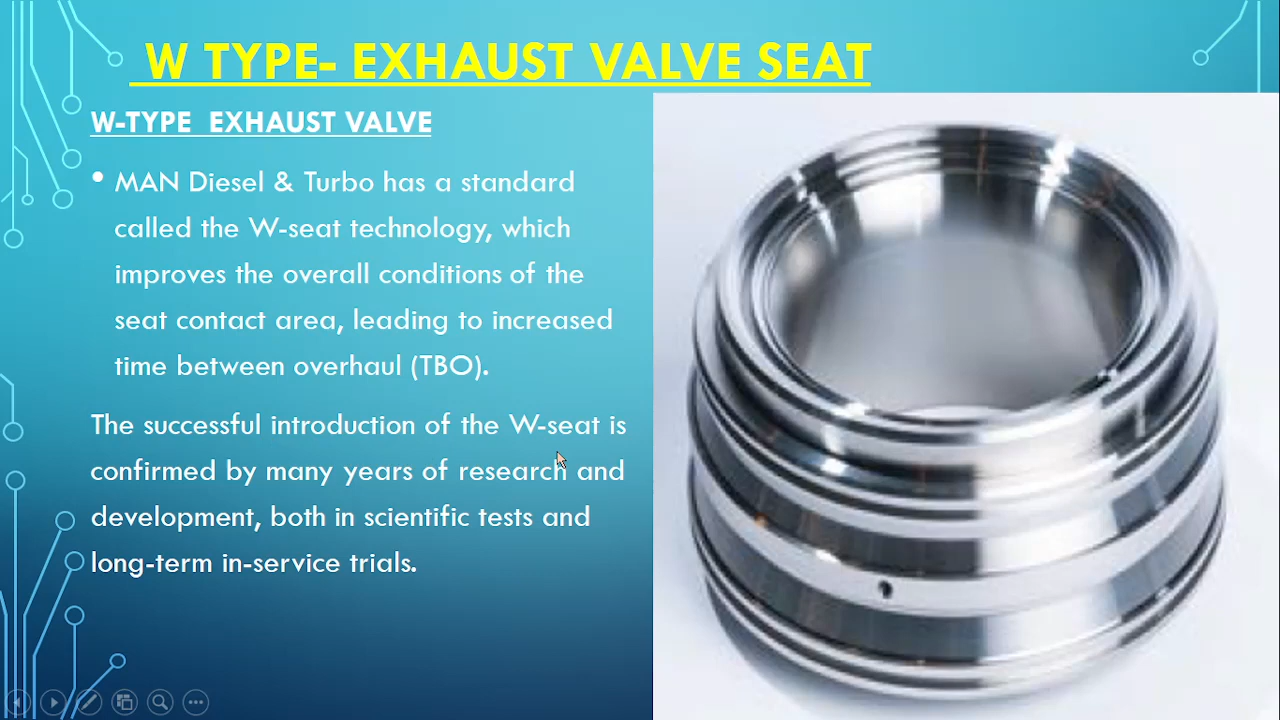 W TYPE- EXHAUST VALVE SEAT
W-TYPE EXHAUST VALVE
• MAN Diesel & Turbo has a standard
called the W-seat technology, which
improves the overall conditions of the
seat contact area, leading to increased
time between overhaul (TBO).
The successful introduction of the W-seat is
confirmed by many years of research and
development, both in scientific tests and
long-term in-service trials.